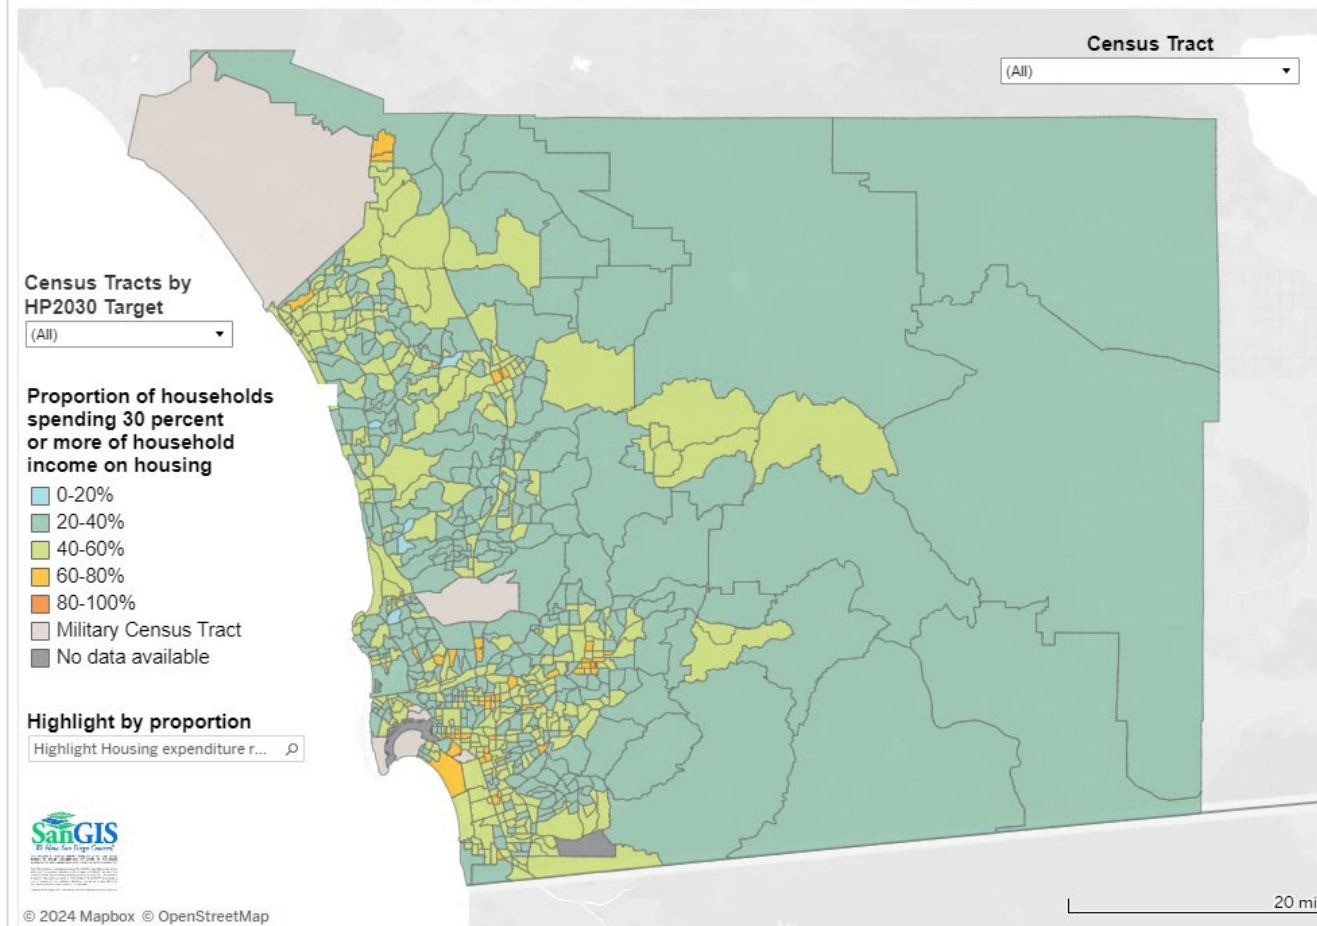 Census Tract
(All)
Census Tracts by
HP2030 Target
(All)
Proportion of households
spending 30 percent
or more of household
income on housing
0-20%
20-40%
40-60%
60-80%
80-100%
Military Census Tract
No data available
Highlight by proportion
Highlight Housing expenditure r...
SanGIS
© 2024 Mapbox © OpenStreetMap
20 mi